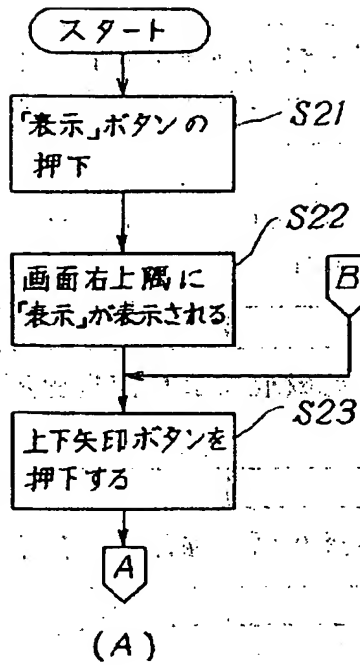 スタート
「表示」ボタンの
押下
S21
画面右上隅に
「表示」が表示される
S22
B
上下矢印ボタンを
押下する
S23
A
(A)